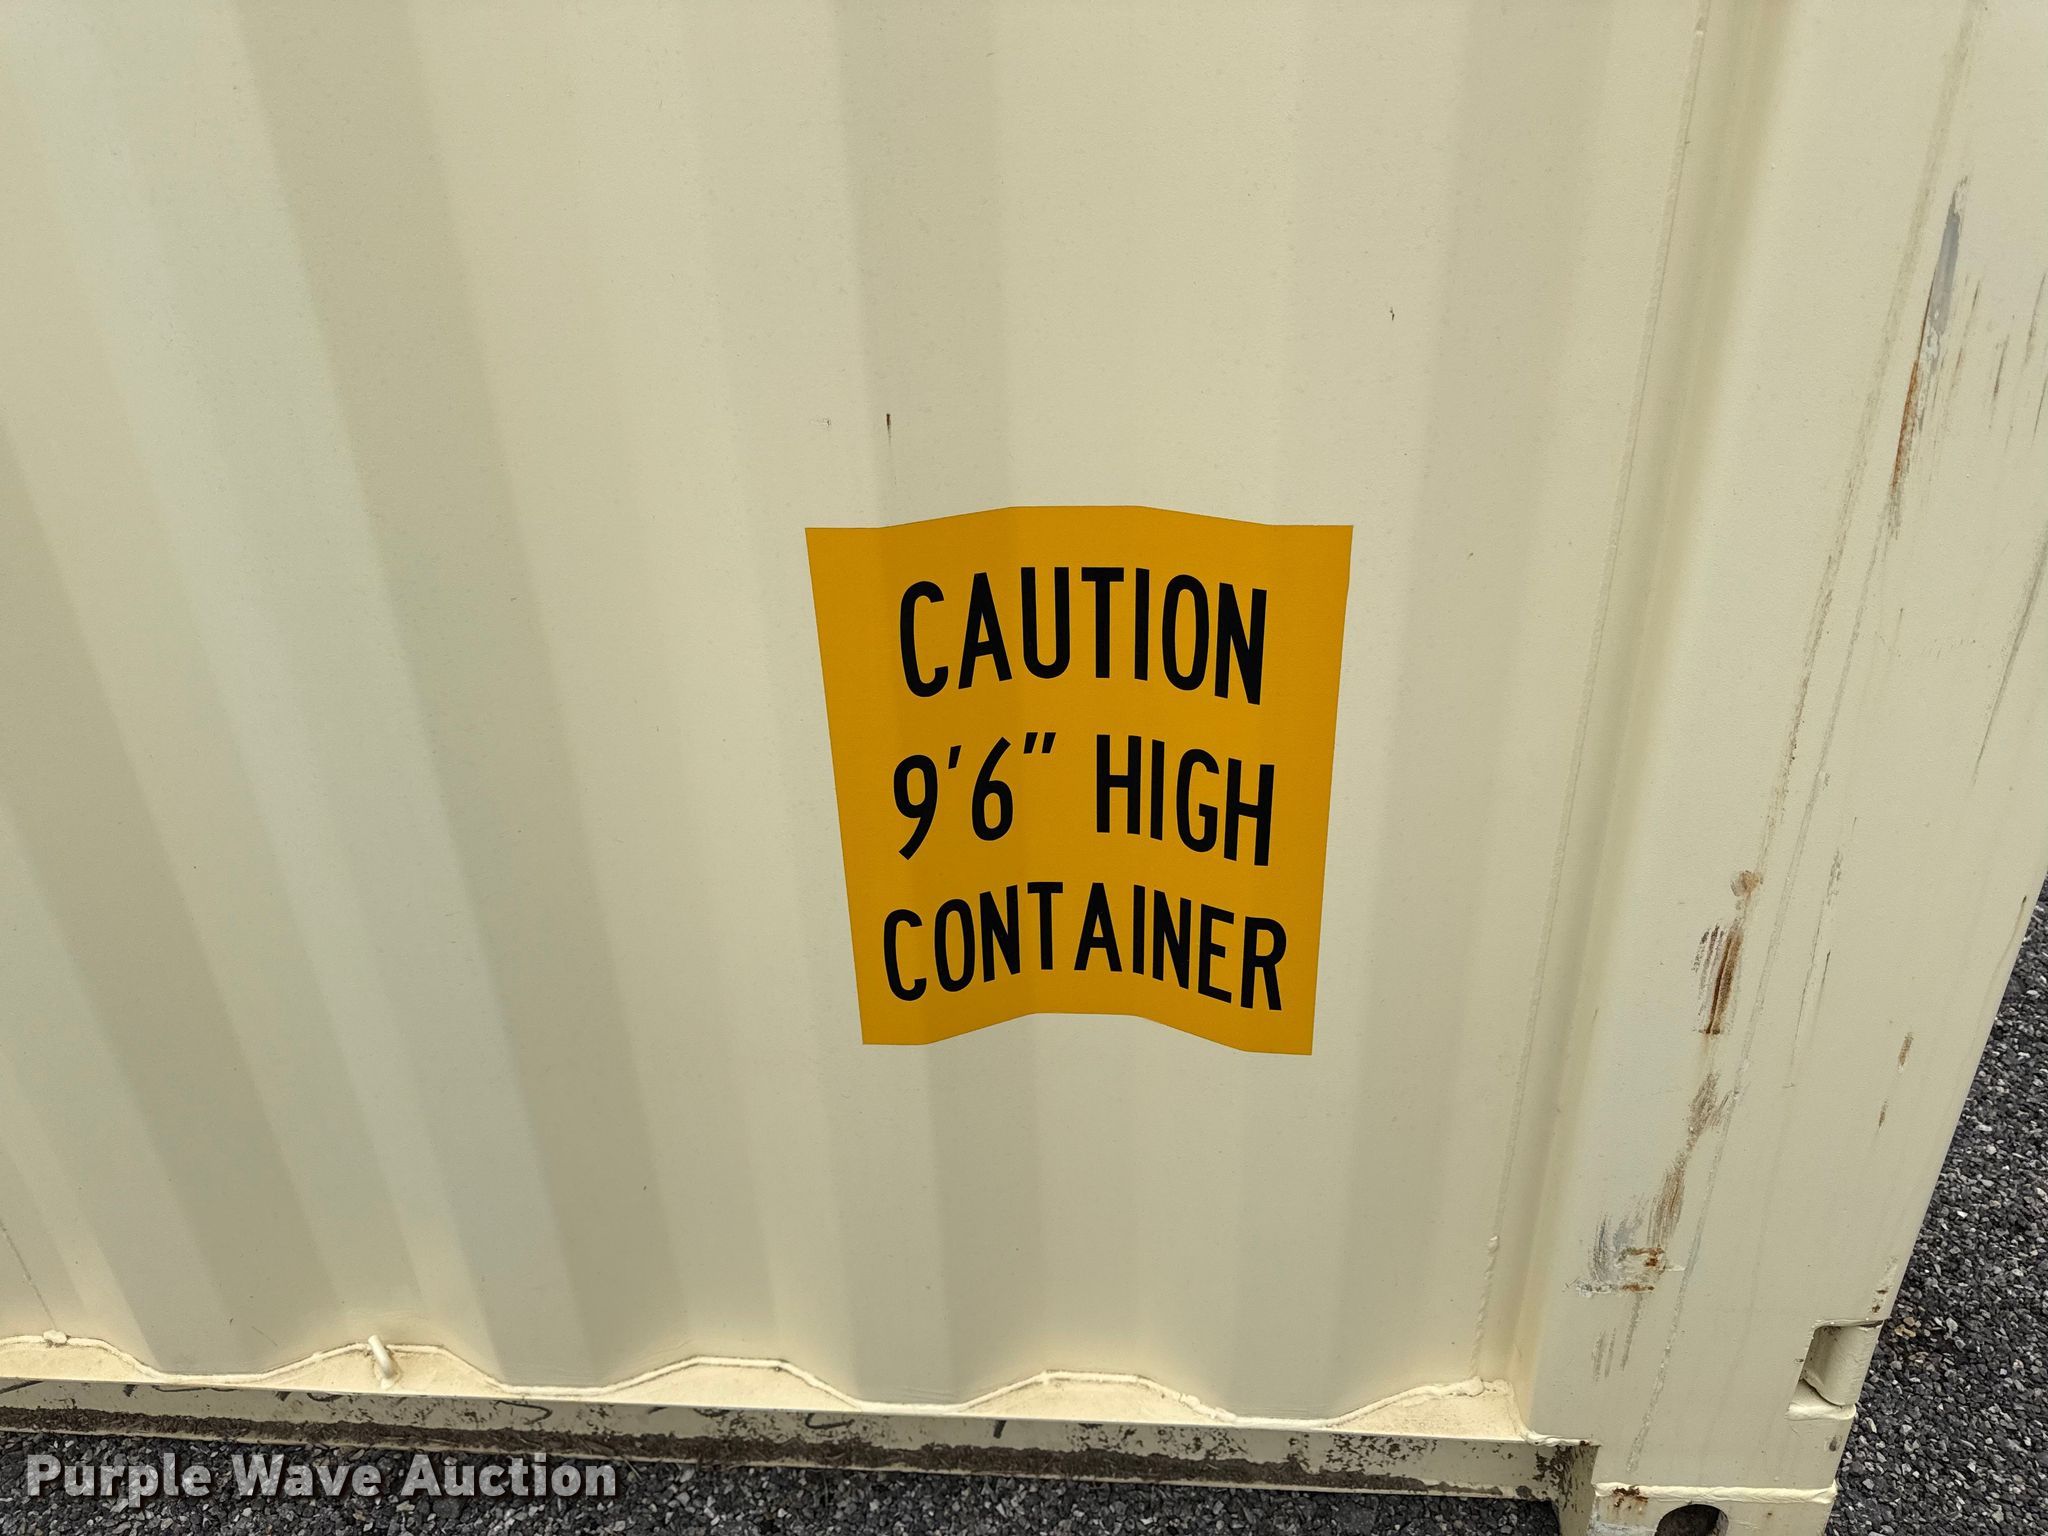 CAUTION
9'6" HIGH
CONTAINER
Purple Wave Auction